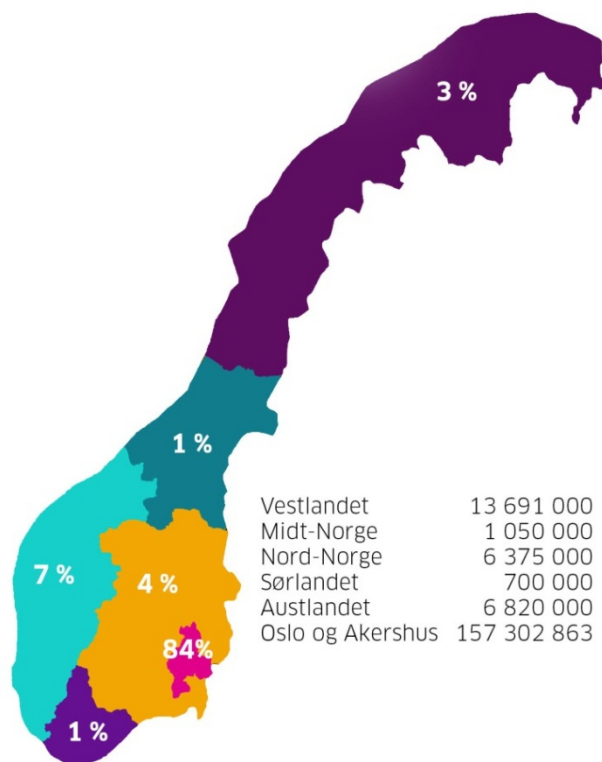 3 %
1 %
7 %
4 %
84%
1 %
Vestlandet 13 691 000
Midt-Norge 1 050 000
Nord-Norge 6 375 000
Sørlandet 700 000
Austlandet 6 820 000
Oslo og Akershus 157 302 863